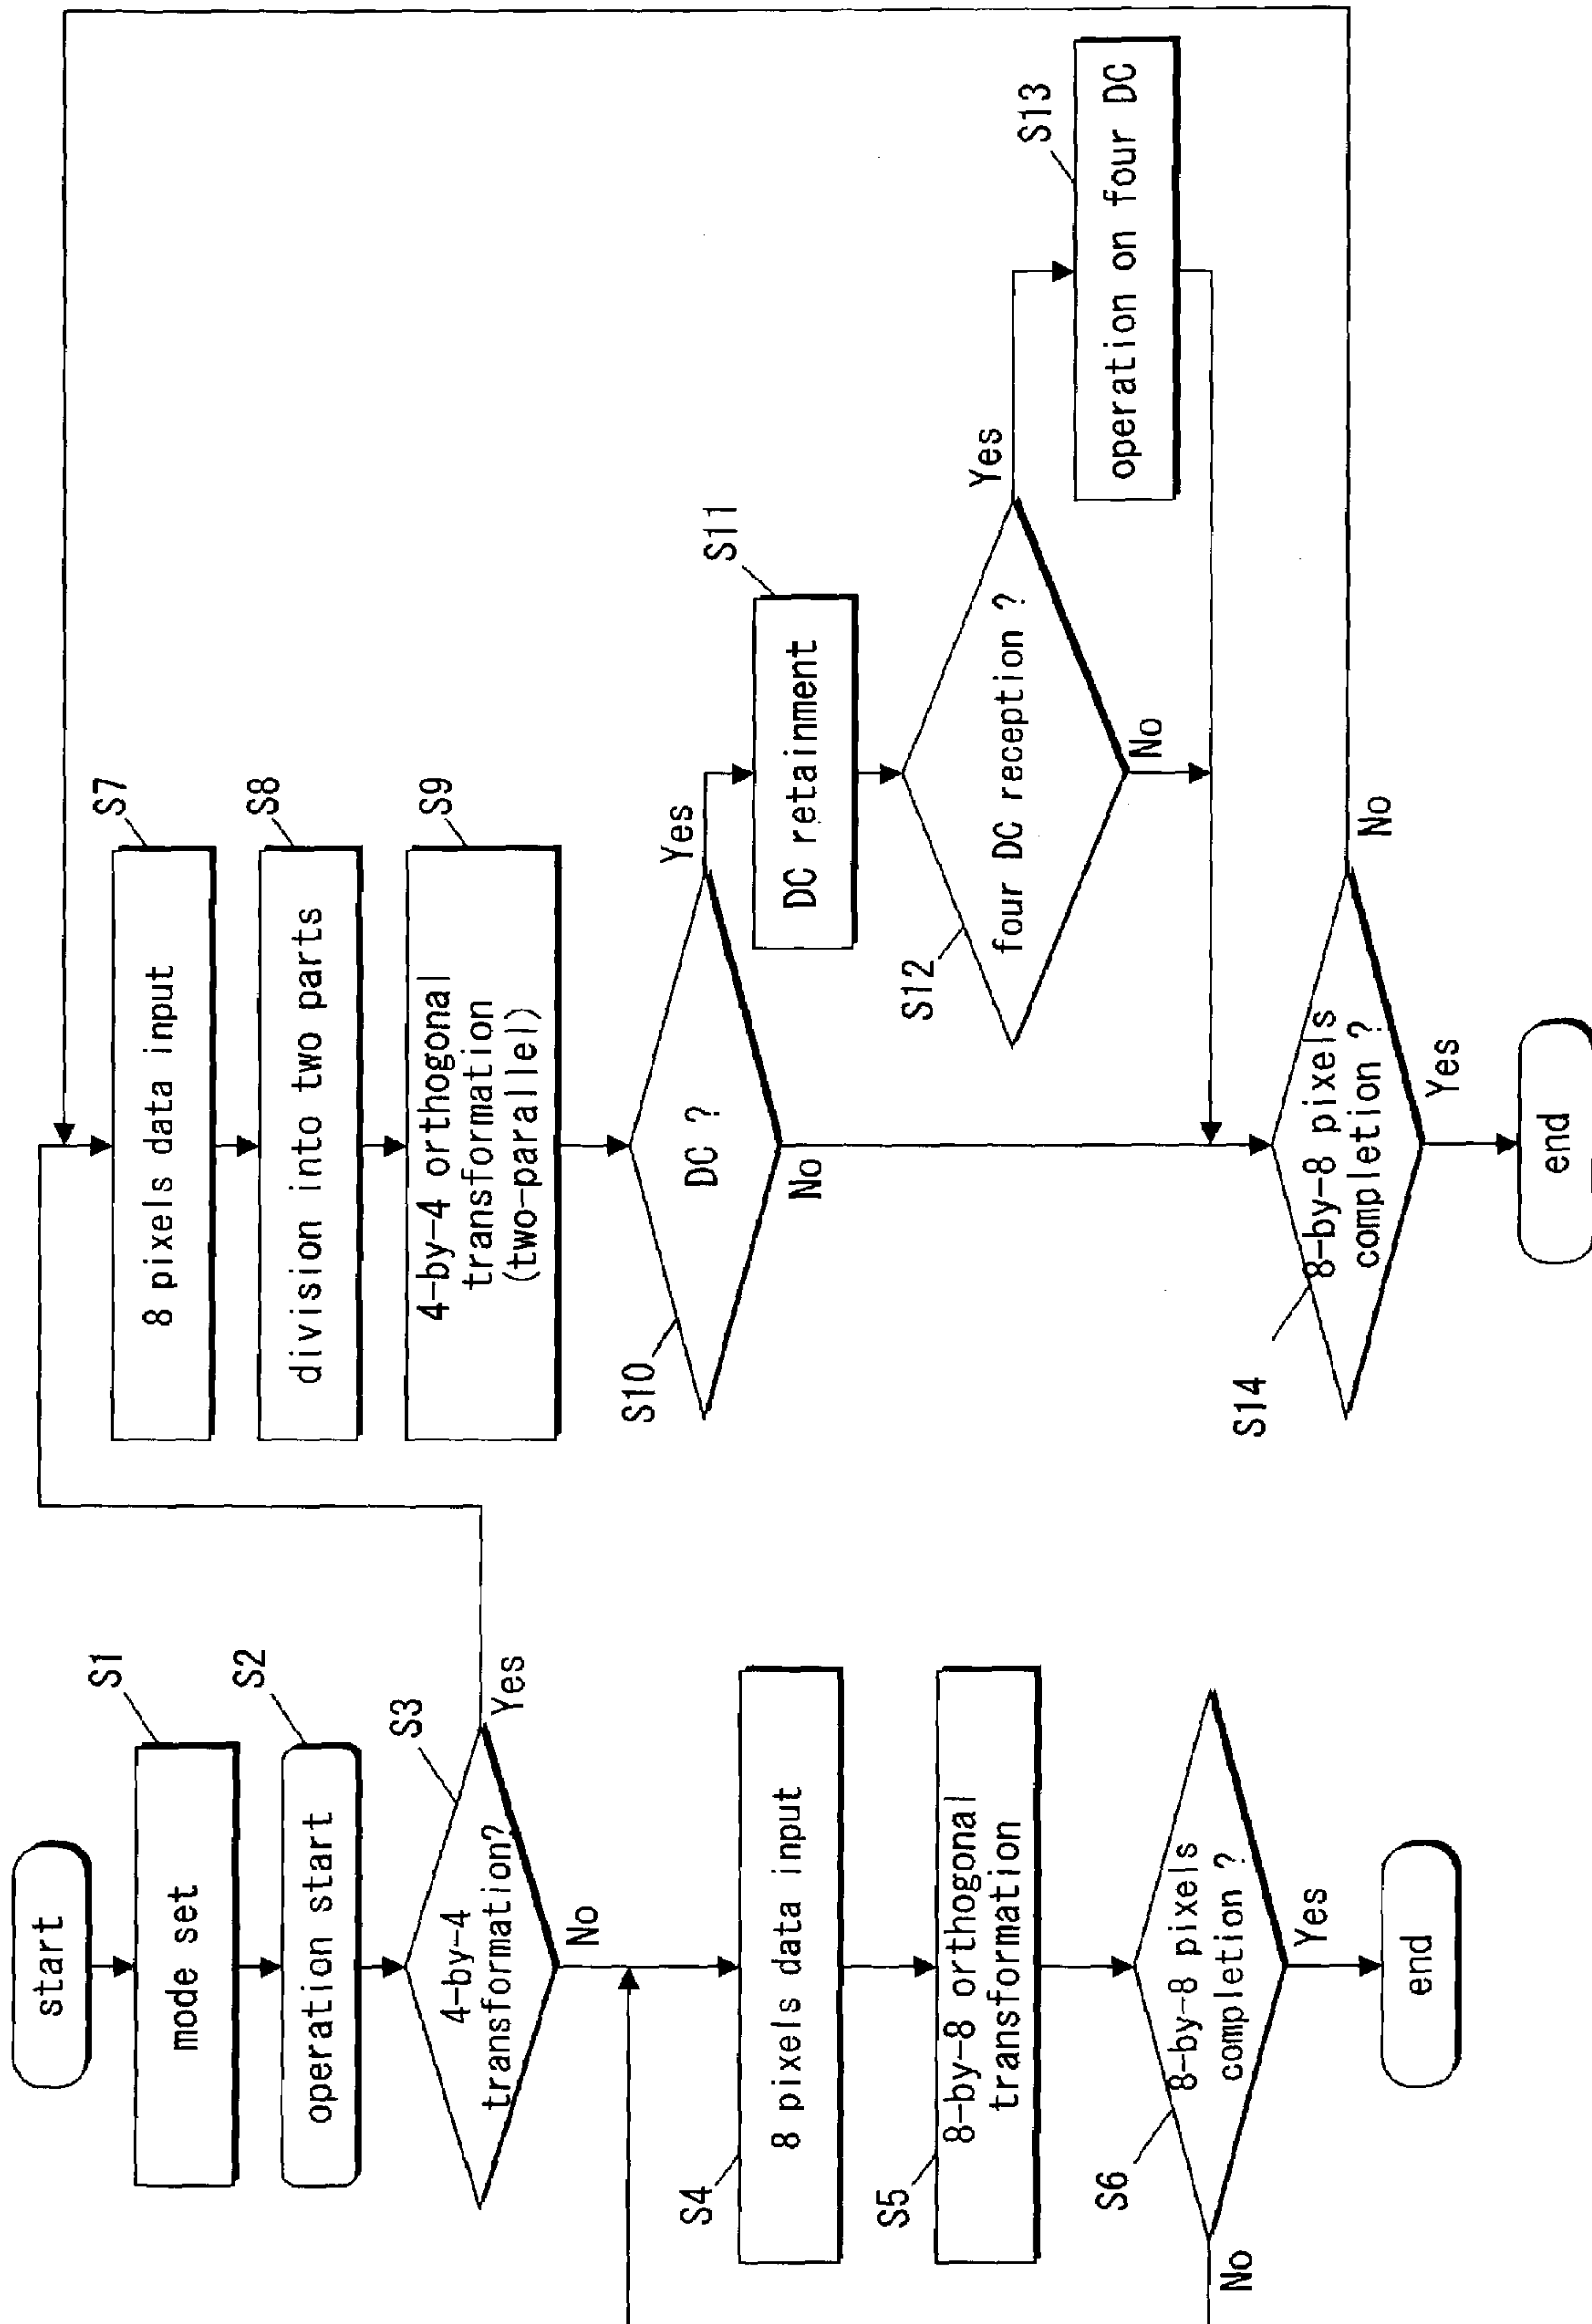 start
S1
mode set
S2
operation start
S3
4-by-4
transformation?
Yes
No
S4
8 pixels data input
S5
8-by-8 orthogonal
transformation
S6
8-by-8 pixels
completion ?
No
Yes
end
S7
8 pixels data input
S8
division into two parts
S9
4-by-4 orthogonal
transformation
(two-parallel)
S10
DC ?
Yes
No
S11
DC retainment
S12
four DC reception ?
Yes
No
S13
operation on four DC
S14
8-by-8 pixels
completion ?
No
Yes
end